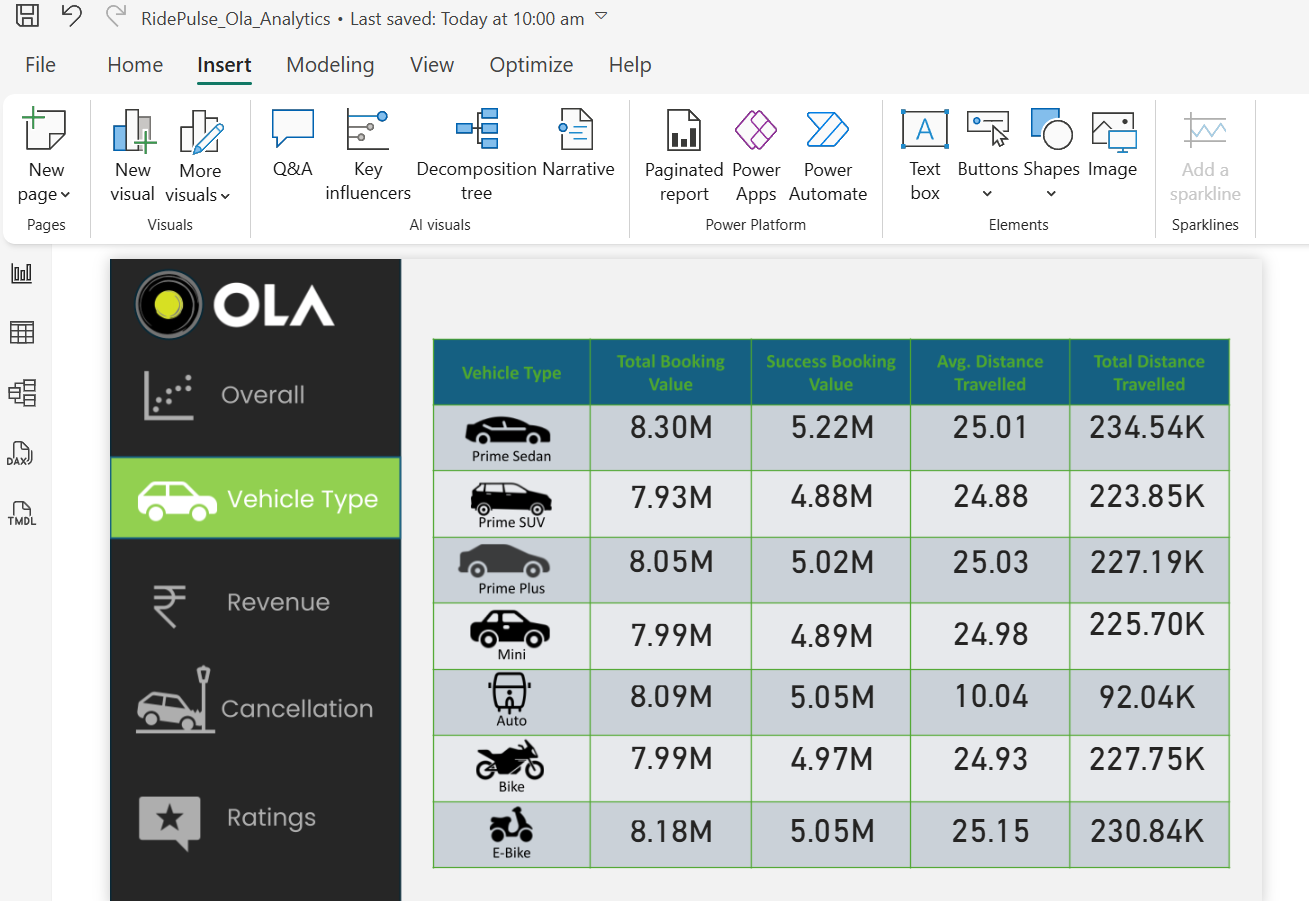 RidePulse_Ola_Analytics • Last saved: Today at 10:00 am
File Home Insert Modeling View Optimize Help
New page
New visual
More visuals
Q&A
Key influencers
Decomposition tree
Narrative
Paginated report
Power Apps
Power Automate
Text box
Buttons
Shapes
Image
Add a sparkline
Pages
Visuals
AI visuals
Power Platform
Elements
Sparklines
DAX
TMDL
OLA
Overall
Vehicle Type
₹ Revenue
Cancellation
Ratings
Vehicle Type Total Booking Value Success Booking Value Avg. Distance Travelled Total Distance Travelled
Prime Sedan 8.30M 5.22M 25.01 234.54K
Prime SUV 7.93M 4.88M 24.88 223.85K
Prime Plus 8.05M 5.02M 25.03 227.19K
Mini 7.99M 4.89M 24.98 225.70K
Auto 8.09M 5.05M 10.04 92.04K
Bike 7.99M 4.97M 24.93 227.75K
E-Bike 8.18M 5.05M 25.15 230.84K